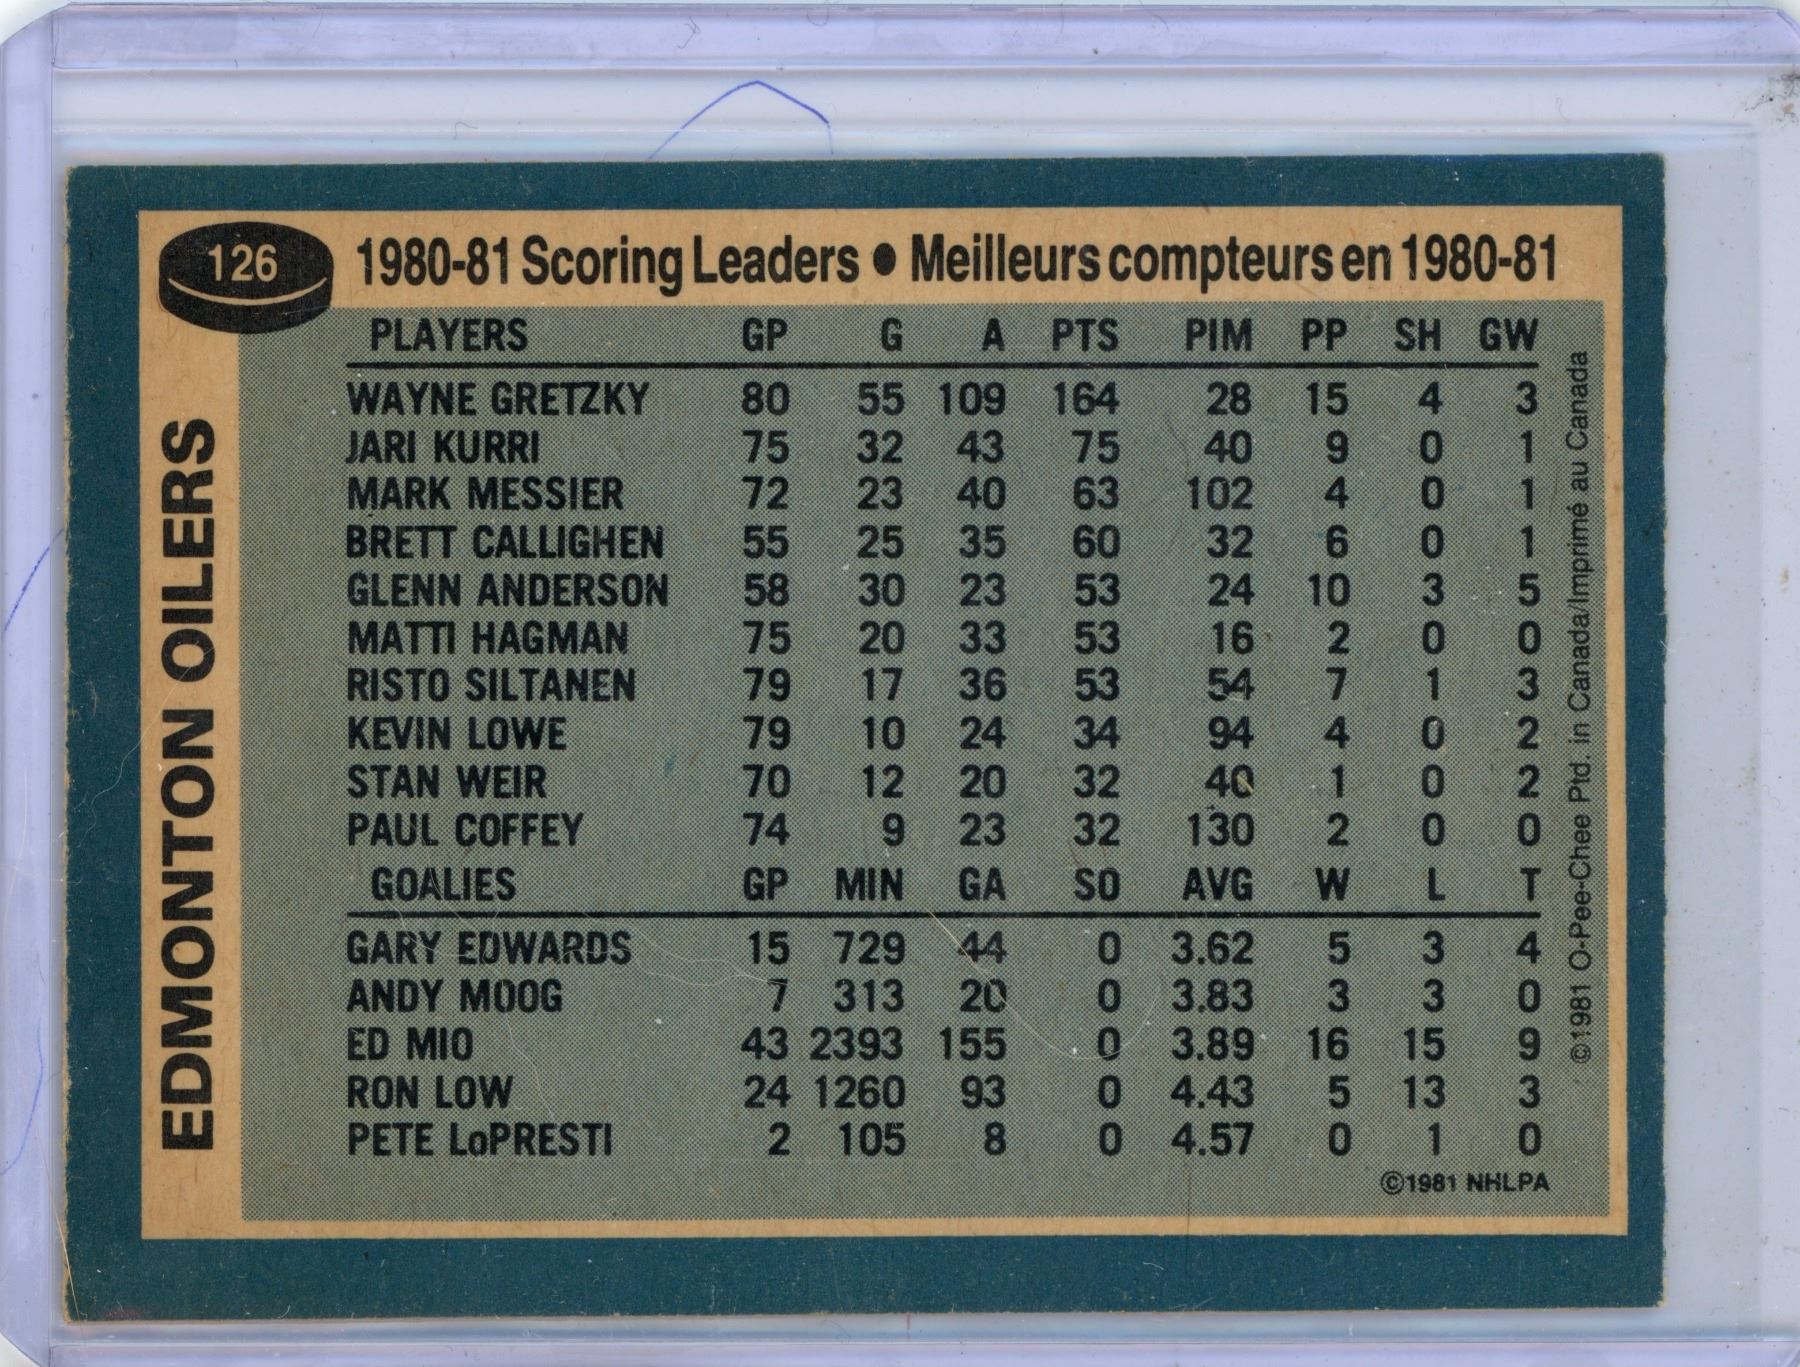 126
1980-81 Scoring Leaders • Meilleurs compteurs en 1980-81
EDMONTON OILERS
PLAYERS GP G A PTS PIM PP SH GW
WAYNE GRETZKY 80 55 109 164 28 15 4 3
JARI KURRI 75 32 43 75 40 9 0 1
MARK MESSIER 72 23 40 63 102 4 0 1
BRETT CALLIGHEN 55 25 35 60 32 6 0 1
GLENN ANDERSON 58 30 23 53 24 10 3 5
MATTI HAGMAN 75 20 33 53 16 2 0 0
RISTO SILTANEN 79 17 36 53 54 7 1 3
KEVIN LOWE 79 10 24 34 94 4 0 2
STAN WEIR 70 12 20 32 40 1 0 2
PAUL COFFEY 74 9 23 32 130 2 0 0
GOALIES GP MIN GA SO AVG W L T
GARY EDWARDS 15 729 44 0 3.62 5 3 4
ANDY MOOG 7 313 20 0 3.83 3 3 0
ED MIO 43 2393 155 0 3.89 16 15 9
RON LOW 24 1260 93 0 4.43 5 13 3
PETE LoPRESTI 2 105 8 0 4.57 0 1 0
©1981 NHLPA
©1981 O-Pee-Chee Ptd. in Canada/Imprimé au Canada